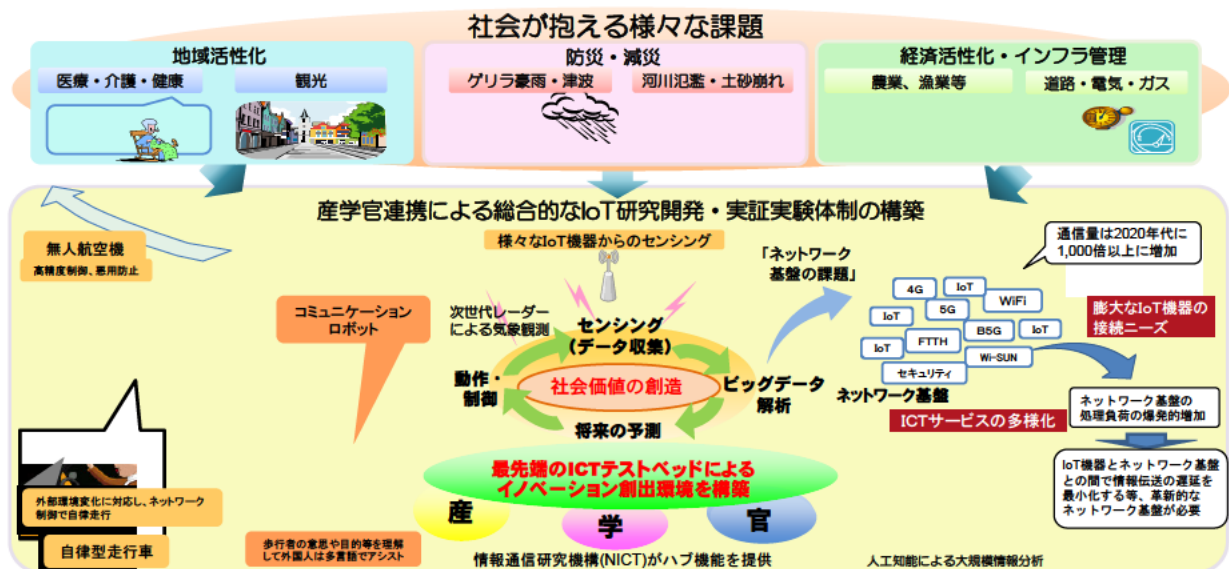 社会が抱える様々な課題
地域活性化
医療・介護・健康
観光
防災・減災
ゲリラ豪雨・津波
河川氾濫・土砂崩れ
経済活性化・インフラ管理
農業、漁業等
道路・電気・ガス
産学官連携による総合的なIoT研究開発・実証実験体制の構築
無人航空機
高精度制御、悪用防止
様々なIoT機器からのセンシング
コミュニケーション
ロボット
次世代レーダー
による気象観測
センシング
(データ収集)
動作・
制御
社会価値の創造
ビッグデータ
解析
将来の予測
「ネットワーク
基盤の課題」
通信量は2020年代に
1,000倍以上に増加
4G
IoT
WiFi
5G
IoT
B5G
IoT
FTTH
IoT
Wi-SUN
セキュリティ
ネットワーク基盤
膨大なIoT機器の
接続ニーズ
ICTサービスの多様化
ネットワーク基盤の
処理負荷の爆発的増加
IoT機器とネットワーク基盤
との間で情報伝送の遅延を
最小化する等、革新的な
ネットワーク基盤が必要
最先端のICTテストベッドによる
イノベーション創出環境を構築
産
学
官
外部環境変化に対応し、ネットワーク
制御で自律走行
自律型走行車
歩行者の意思や目的等を理解
して外国人は多言語でアシスト
情報通信研究機構(NICT)がハブ機能を提供
人工知能による大規模情報分析